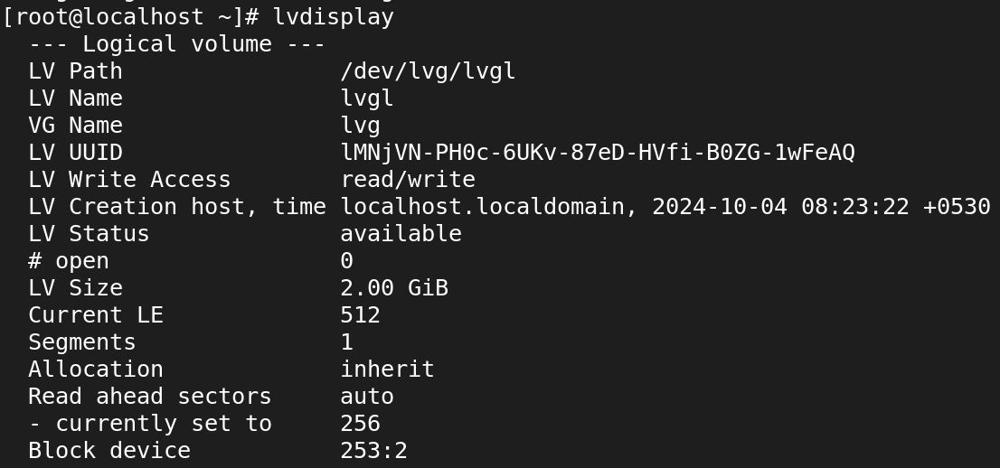 [root@localhost ~]# lvdisplay
--- Logical volume ---
LV Path /dev/lvg/lvgl
LV Name lvgl
VG Name lvg
LV UUID lMNjVN-PH0c-6UKv-87eD-HVfi-B0ZG-1wFeAQ
LV Write Access read/write
LV Creation host, time localhost.localdomain, 2024-10-04 08:23:22 +0530
LV Status available
# open 0
LV Size 2.00 GiB
Current LE 512
Segments 1
Allocation inherit
Read ahead sectors auto
- currently set to 256
Block device 253:2